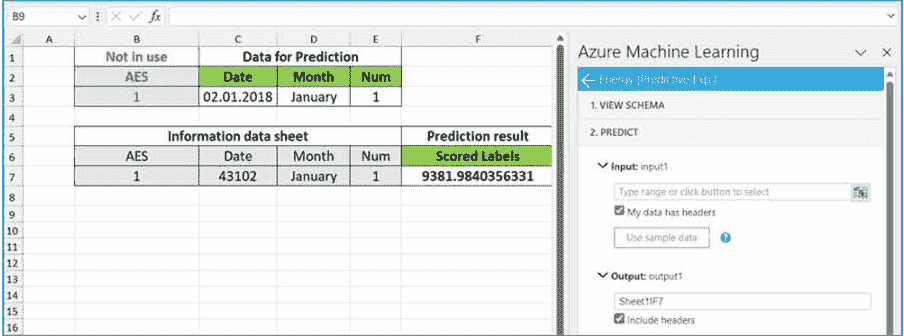 B9 fx
A B C D E F
1 Not in use Data for Prediction
2 AES Date Month Num
3 1 02.01.2018 January 1
4
5 Information data sheet Prediction result
6 AES Date Month Num Scored Labels
7 1 43102 January 1 9381.9840356331
8
9
10
11
12
13
14
15
16
Azure Machine Learning
Energy [Predictive Exp.]
1. VIEW SCHEMA
2. PREDICT
Input: input1
Type range or click button to select
My data has headers
Use sample data ?
Output: output1
Sheet1!F7
Include headers